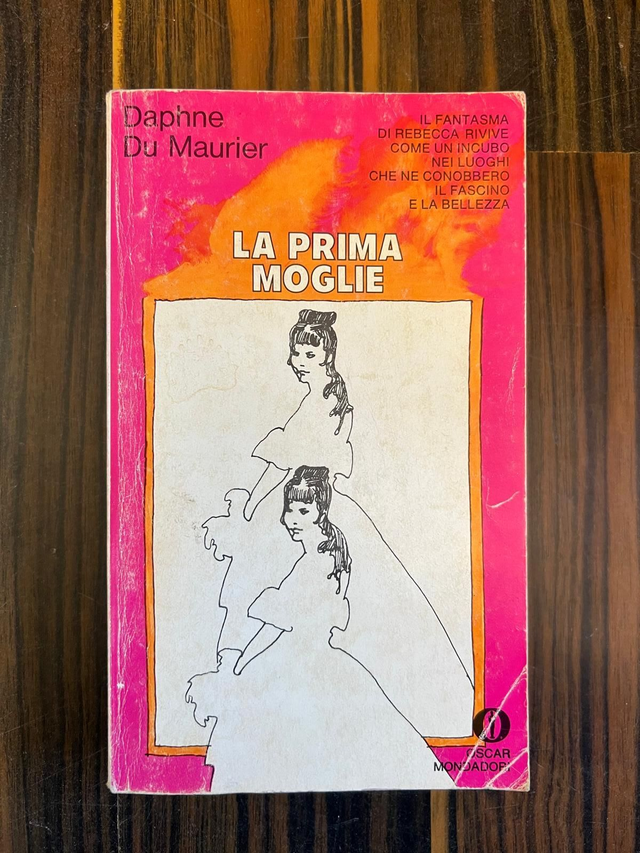 Daphne
Du Maurier
IL FANTASMA
DI REBECCA RIVIVE
COME UN INCUBO
NEI LUOGHI
CHE NE CONOBBERO
IL FASCINO
E LA BELLEZZA
LA PRIMA
MOGLIE
OSCAR
MONDADORI